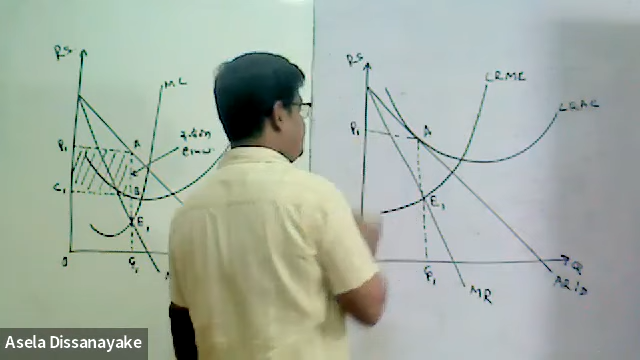 RS
MC
P1
A
C1
B
E1
0
Q1
RS
LRMC
LRAC
P1
A
E1
Q1
Q
MR
AR/D
Asela Dissanayake